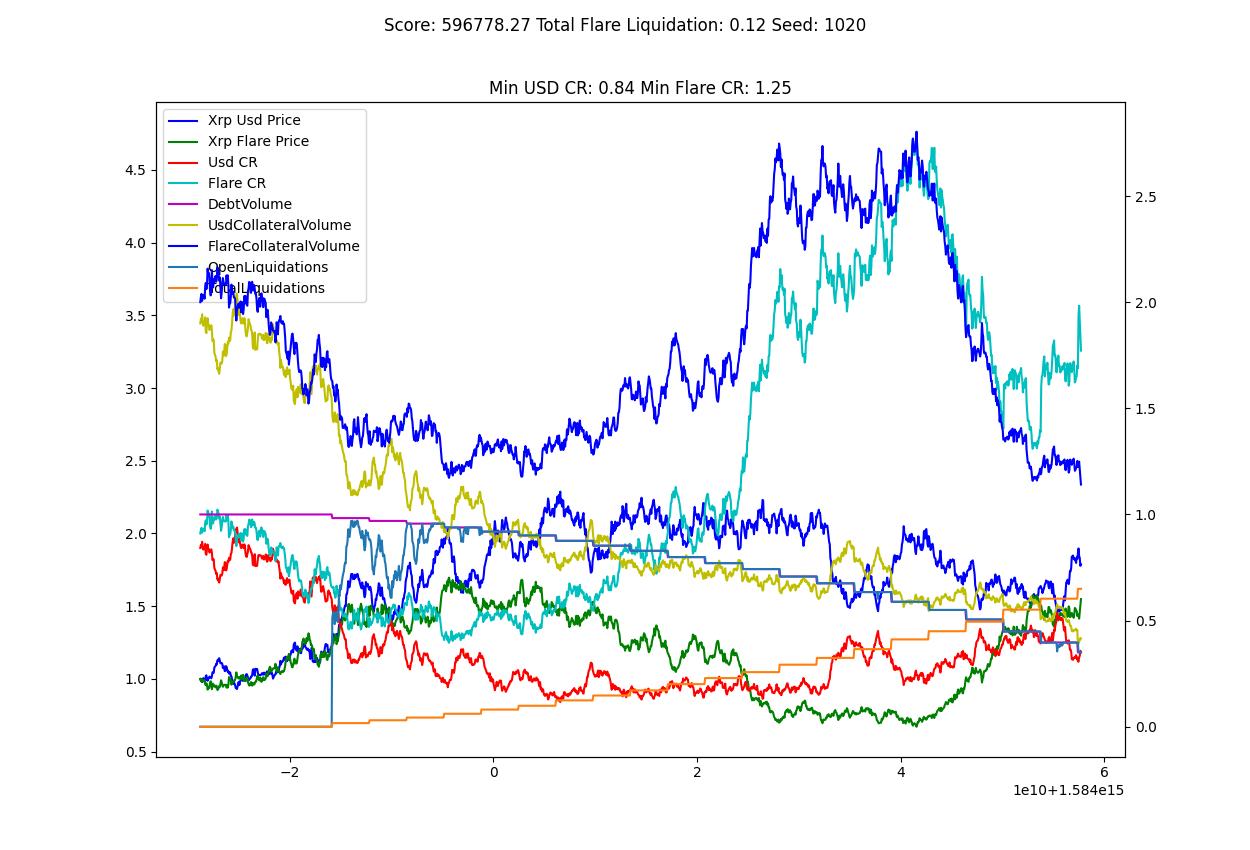 Score: 596778.27 Total Flare Liquidation: 0.12 Seed: 1020
Min USD CR: 0.84 Min Flare CR: 1.25
Xrp Usd Price
Xrp Flare Price
Usd CR
Flare CR
DebtVolume
UsdCollateralVolume
FlareCollateralVolume
OpenLiquidations
TotalLiquidations
4.5
4.0
3.5
3.0
2.5
2.0
1.5
1.0
0.5
2.5
2.0
1.5
1.0
0.5
0.0
−2 0 2 4 6
1e10+1.584e15